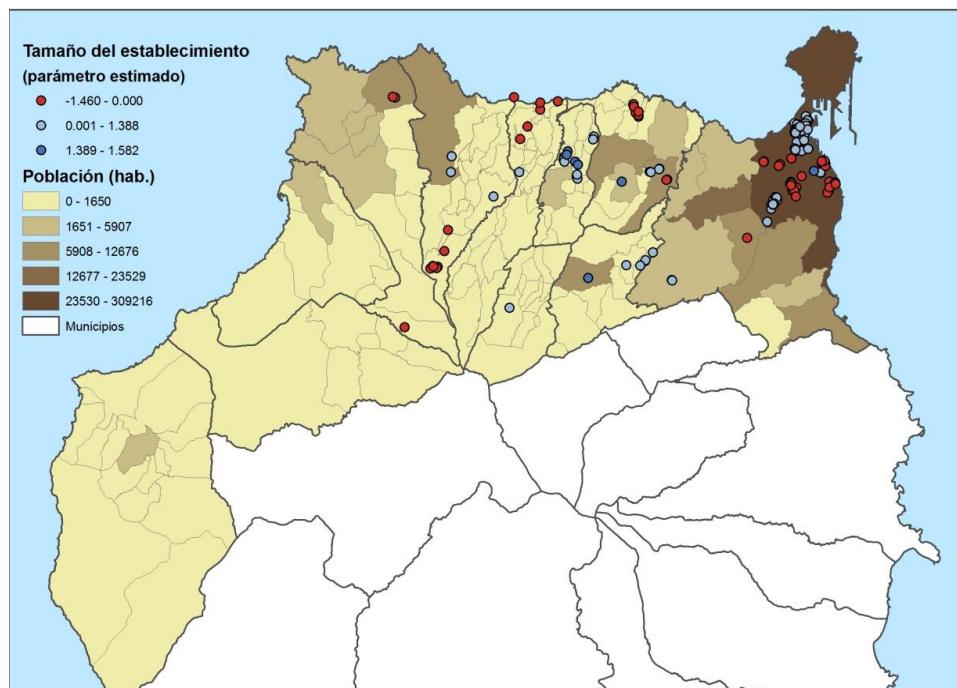 Tamaño del establecimiento
(parámetro estimado)
-1.460 - 0.000
0.001 - 1.388
1.389 - 1.582
Población (hab.)
0 - 1650
1651 - 5907
5908 - 12676
12677 - 23529
23530 - 309216
Municipios